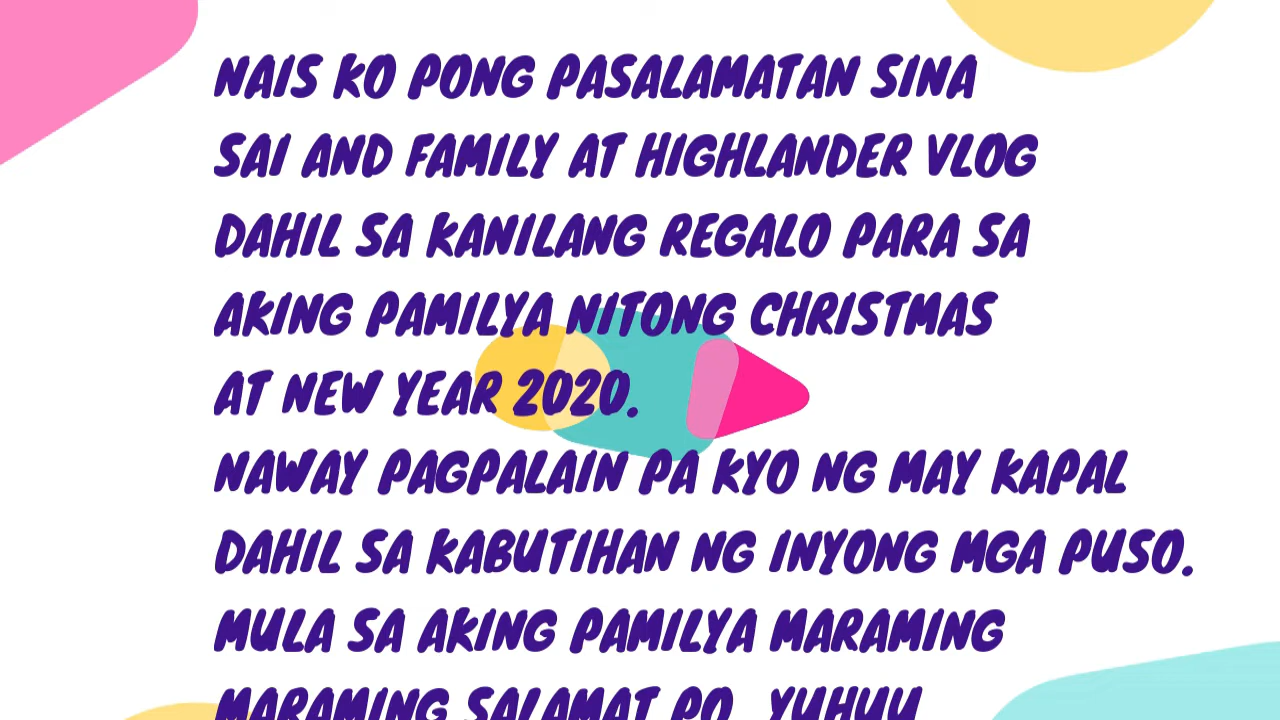 NAIS KO PONG PASALAMATAN SINA
SAI AND FAMILY AT HIGHLANDER VLOG
DAHIL SA KANILANG REGALO PARA SA
AKING PAMILYA NITONG CHRISTMAS
AT NEW YEAR 2020.
NAWAY PAGPALAIN PA KYO NG MAY KAPAL
DAHIL SA KABUTIHAN NG INYONG MGA PUSO.
MULA SA AKING PAMILYA MARAMING
MARAMING SALAMAT PO. YUHUU